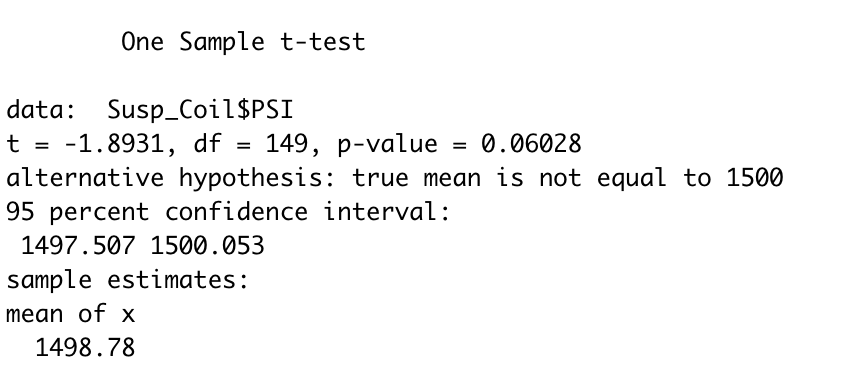 One Sample t-test
data:  Susp_Coil$PSI
t = -1.8931, df = 149, p-value = 0.06028
alternative hypothesis: true mean is not equal to 1500
95 percent confidence interval:
1497.507 1500.053
sample estimates:
mean of x
1498.78